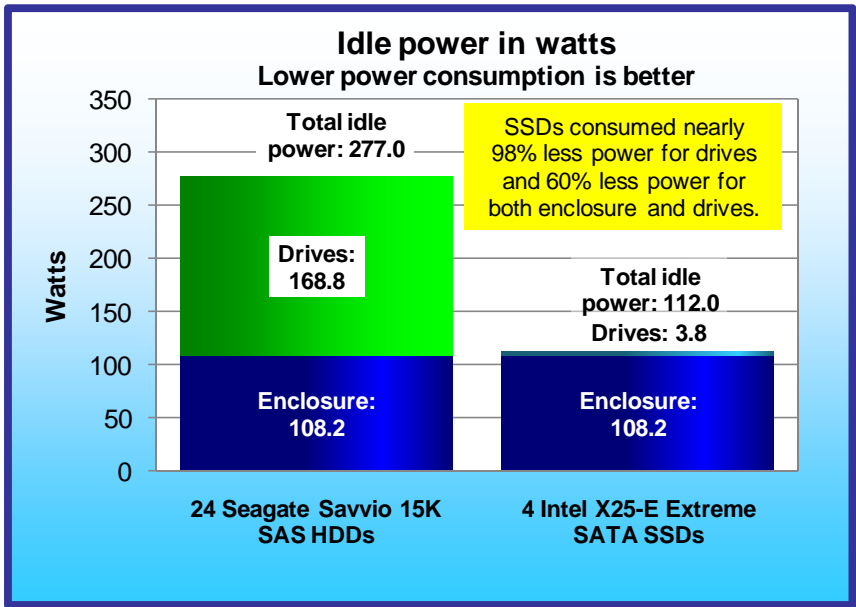 Idle power in watts
Lower power consumption is better
350
300
250
200
150
100
50
0
Watts
Total idle
power: 277.0
Drives:
168.8
Enclosure:
108.2
SSDs consumed nearly
98% less power for drives
and 60% less power for
both enclosure and drives.
Total idle
power: 112.0
Drives: 3.8
Enclosure:
108.2
24 Seagate Savvio 15K
SAS HDDs
4 Intel X25-E Extreme
SATA SSDs